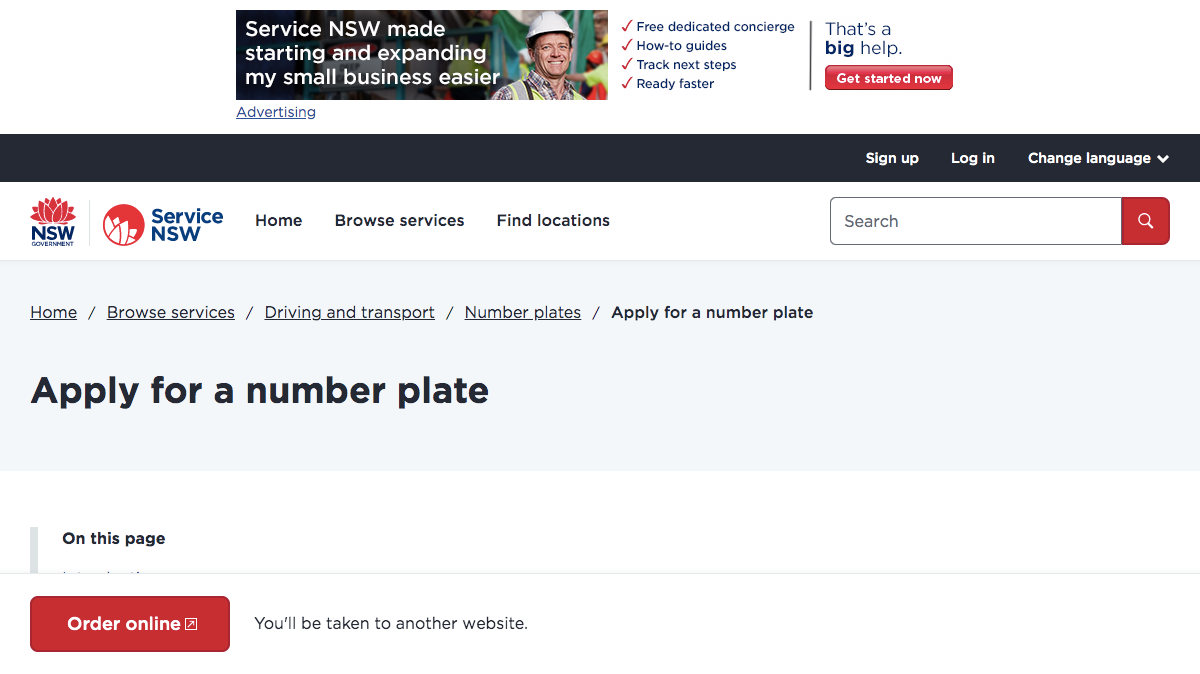 Service NSW made
starting and expanding
my small business easier
✓ Free dedicated concierge
✓ How-to guides
✓ Track next steps
✓ Ready faster
That's a
big help.
Get started now
Advertising
Sign up Log in Change language
NSW
GOVERNMENT
Service
NSW
Home Browse services Find locations
Search
Home / Browse services / Driving and transport / Number plates / Apply for a number plate
Apply for a number plate
On this page
Order online
You'll be taken to another website.